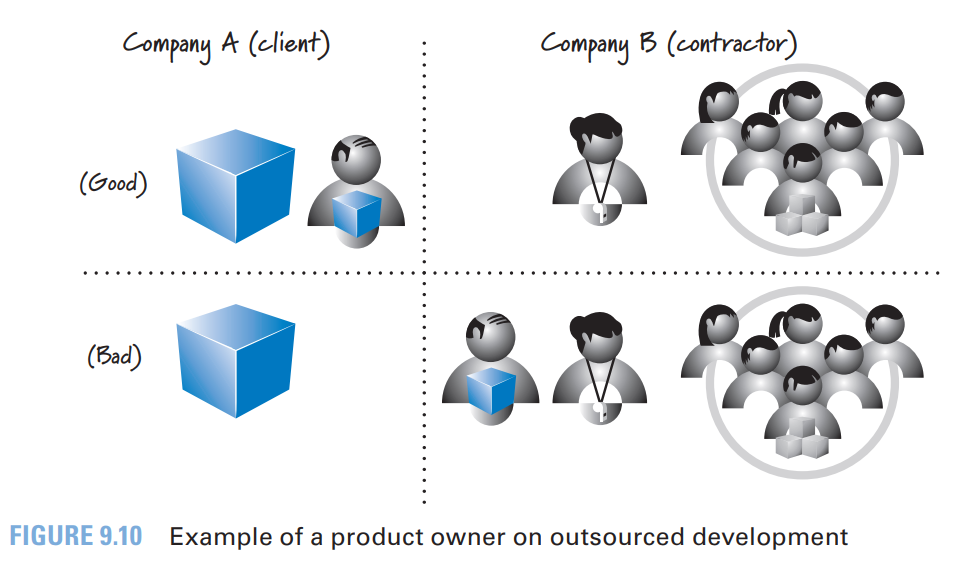 Company A (client)
Company B (contractor)
(Good)
(Bad)
FIGURE 9.10 Example of a product owner on outsourced development